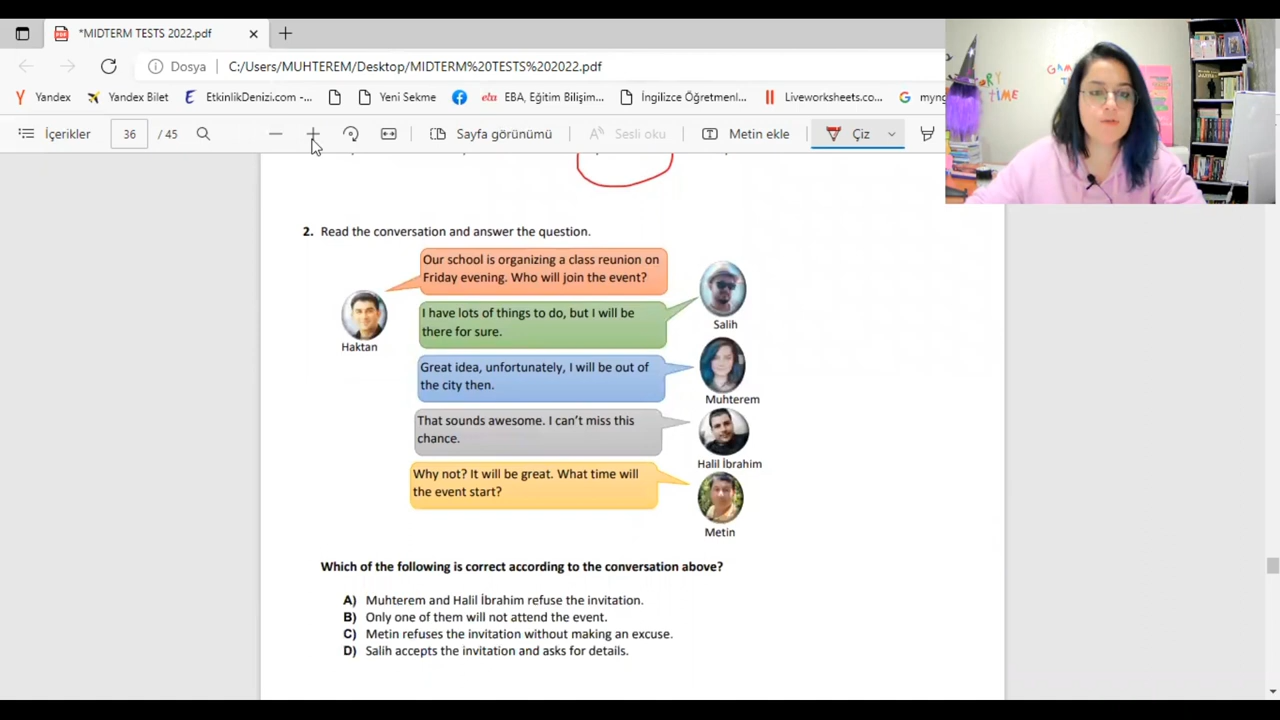 *MIDTERM TESTS 2022.pdf
Dosya
C:/Users/MUHTEREM/Desktop/MIDTERM%20TESTS%202022.pdf
Yandex
Yandex Bilet
EtkinlikDenizi.com -...
Yeni Sekme
EBA, Eğitim Bilişim...
İngilizce Öğretmenl...
Liveworksheets.co...
myng
İçerikler
36
/ 45
Sayfa görünümü
Sesli oku
Metin ekle
Çiz
2. Read the conversation and answer the question.
Our school is organizing a class reunion on
Friday evening. Who will join the event?
Haktan
I have lots of things to do, but I will be
there for sure.
Salih
Great idea, unfortunately, I will be out of
the city then.
Muhterem
That sounds awesome. I can't miss this
chance.
Halil İbrahim
Why not? It will be great. What time will
the event start?
Metin
Which of the following is correct according to the conversation above?
A) Muhterem and Halil İbrahim refuse the invitation.
B) Only one of them will not attend the event.
C) Metin refuses the invitation without making an excuse.
D) Salih accepts the invitation and asks for details.